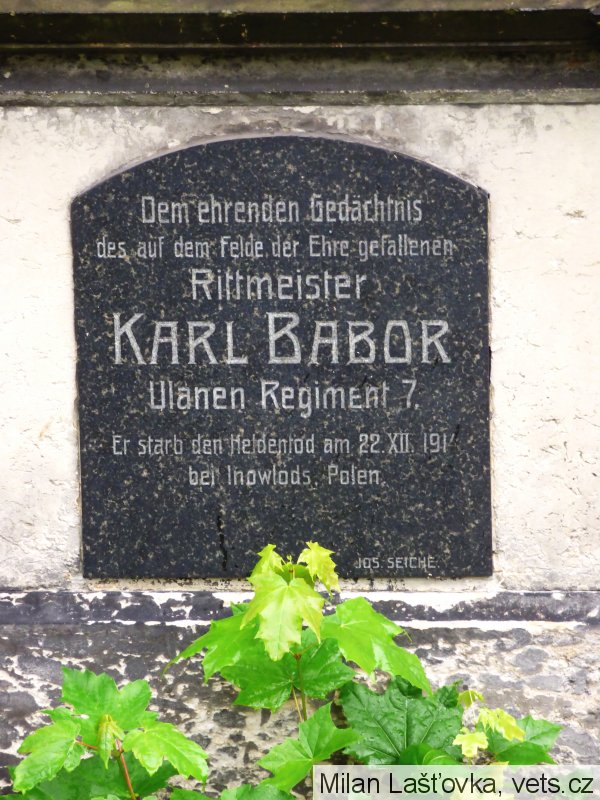 Dem ehrenden Gedächtnis
des auf dem Felde der Ehre gefallenen
Rittmeister
KARL BABOR
Ulanen Regiment 7.
Er starb den Heldentod am 22. XII.
bei Inowlods, Polen.
JOS. SEICHE.
Milan Lašťovka, vets.cz